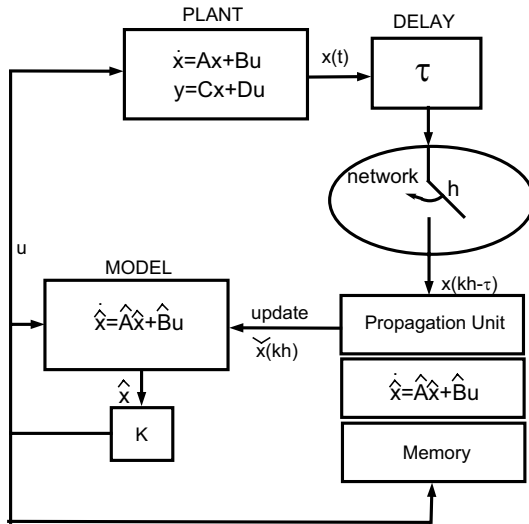 PLANT
ẋ=Ax+Bu
y=Cx+Du
x(t)
DELAY
τ
network
h
x(kh-τ)
u
MODEL
x̂̇=Âx̂+B̂u
update
x̌(kh)
Propagation Unit
x̂̇=Âx̂+B̂u
Memory
x̂
K